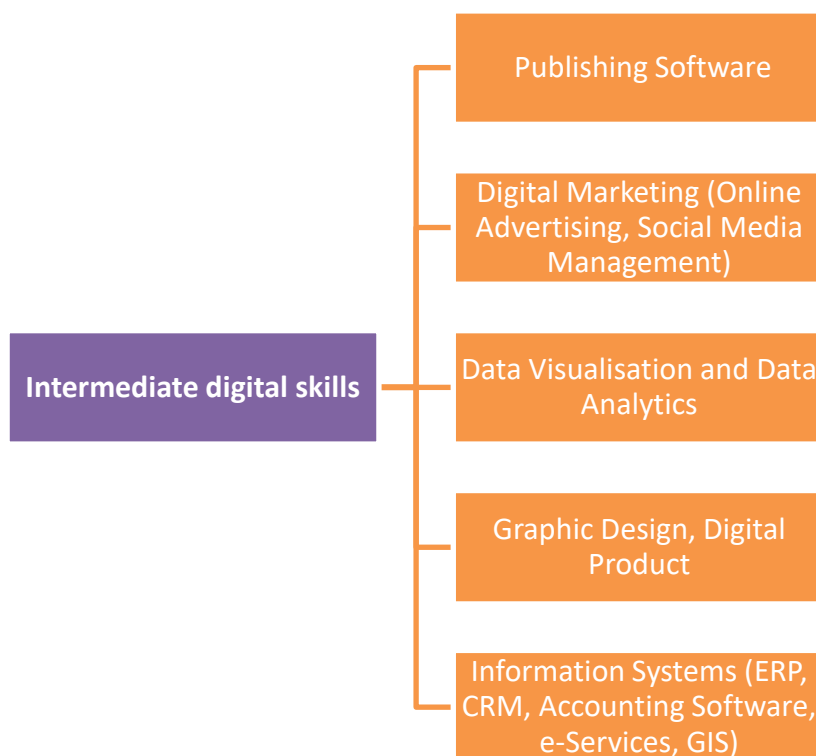 Publishing Software
Digital Marketing (Online
Advertising, Social Media
Management)
Intermediate digital skills
Data Visualisation and Data
Analytics
Graphic Design, Digital
Product
Information Systems (ERP,
CRM, Accounting Software,
e-Services, GIS)